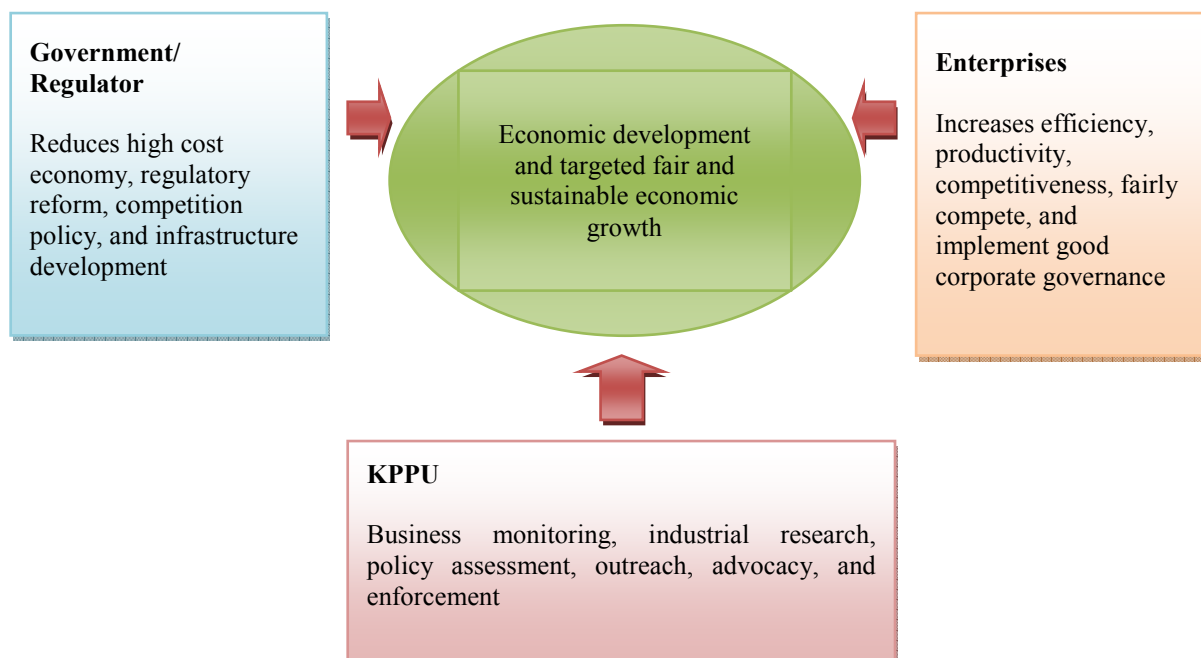 Government/
Regulator
Reduces high cost
economy, regulatory
reform, competition
policy, and infrastructure
development
Economic development
and targeted fair and
sustainable economic
growth
Enterprises
Increases efficiency,
productivity,
competitiveness, fairly
compete, and
implement good
corporate governance
KPPU
Business monitoring, industrial research,
policy assessment, outreach, advocacy, and
enforcement